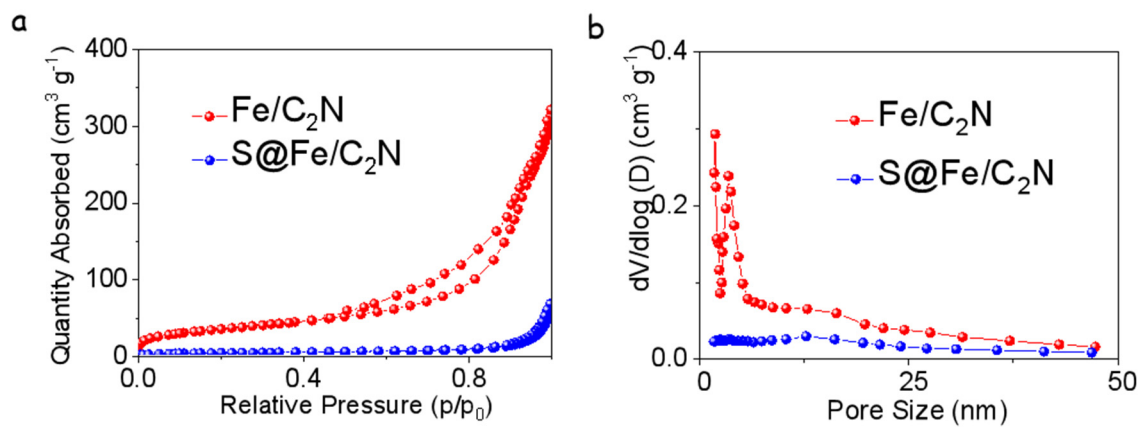 a
Quantity Absorbed (cm³ g⁻¹)
400
300
200
100
0
Fe/C₂N
S@Fe/C₂N
0.0
0.4
0.8
Relative Pressure (p/p₀)
b
dV/dlog (D) (cm³ g⁻¹)
0.4
0.2
0.0
Fe/C₂N
S@Fe/C₂N
0
25
50
Pore Size (nm)